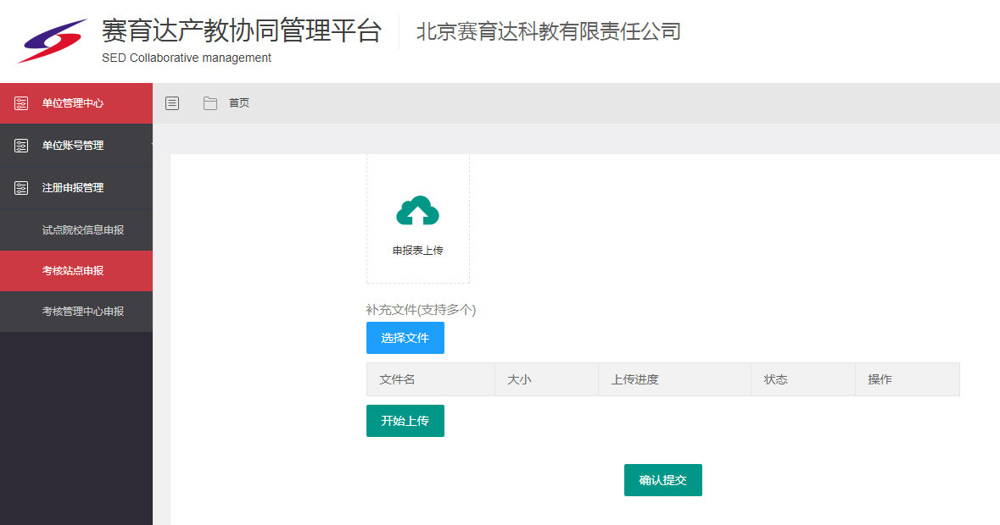 赛育达产教协同管理平台
北京赛育达科教有限责任公司
SED Collaborative management
单位管理中心
首页
单位账号管理
注册申报管理
试点院校信息申报
考核站点申报
考核管理中心申报
申报表上传
补充文件(支持多个)
选择文件
文件名 大小 上传进度 状态 操作
开始上传
确认提交